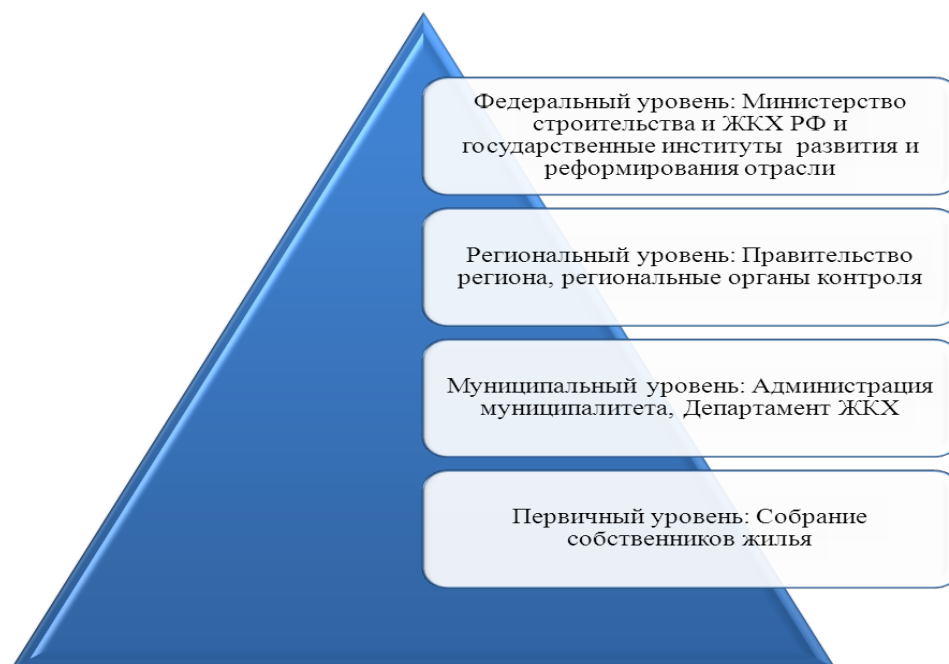 Федеральный уровень: Министерство
строительства и ЖКХ РФ и
государственные институты развития и
реформирования отрасли
Региональный уровень: Правительство
региона, региональные органы контроля
Муниципальный уровень: Администрация
муниципалитета, Департамент ЖКХ
Первичный уровень: Собрание
собственников жилья